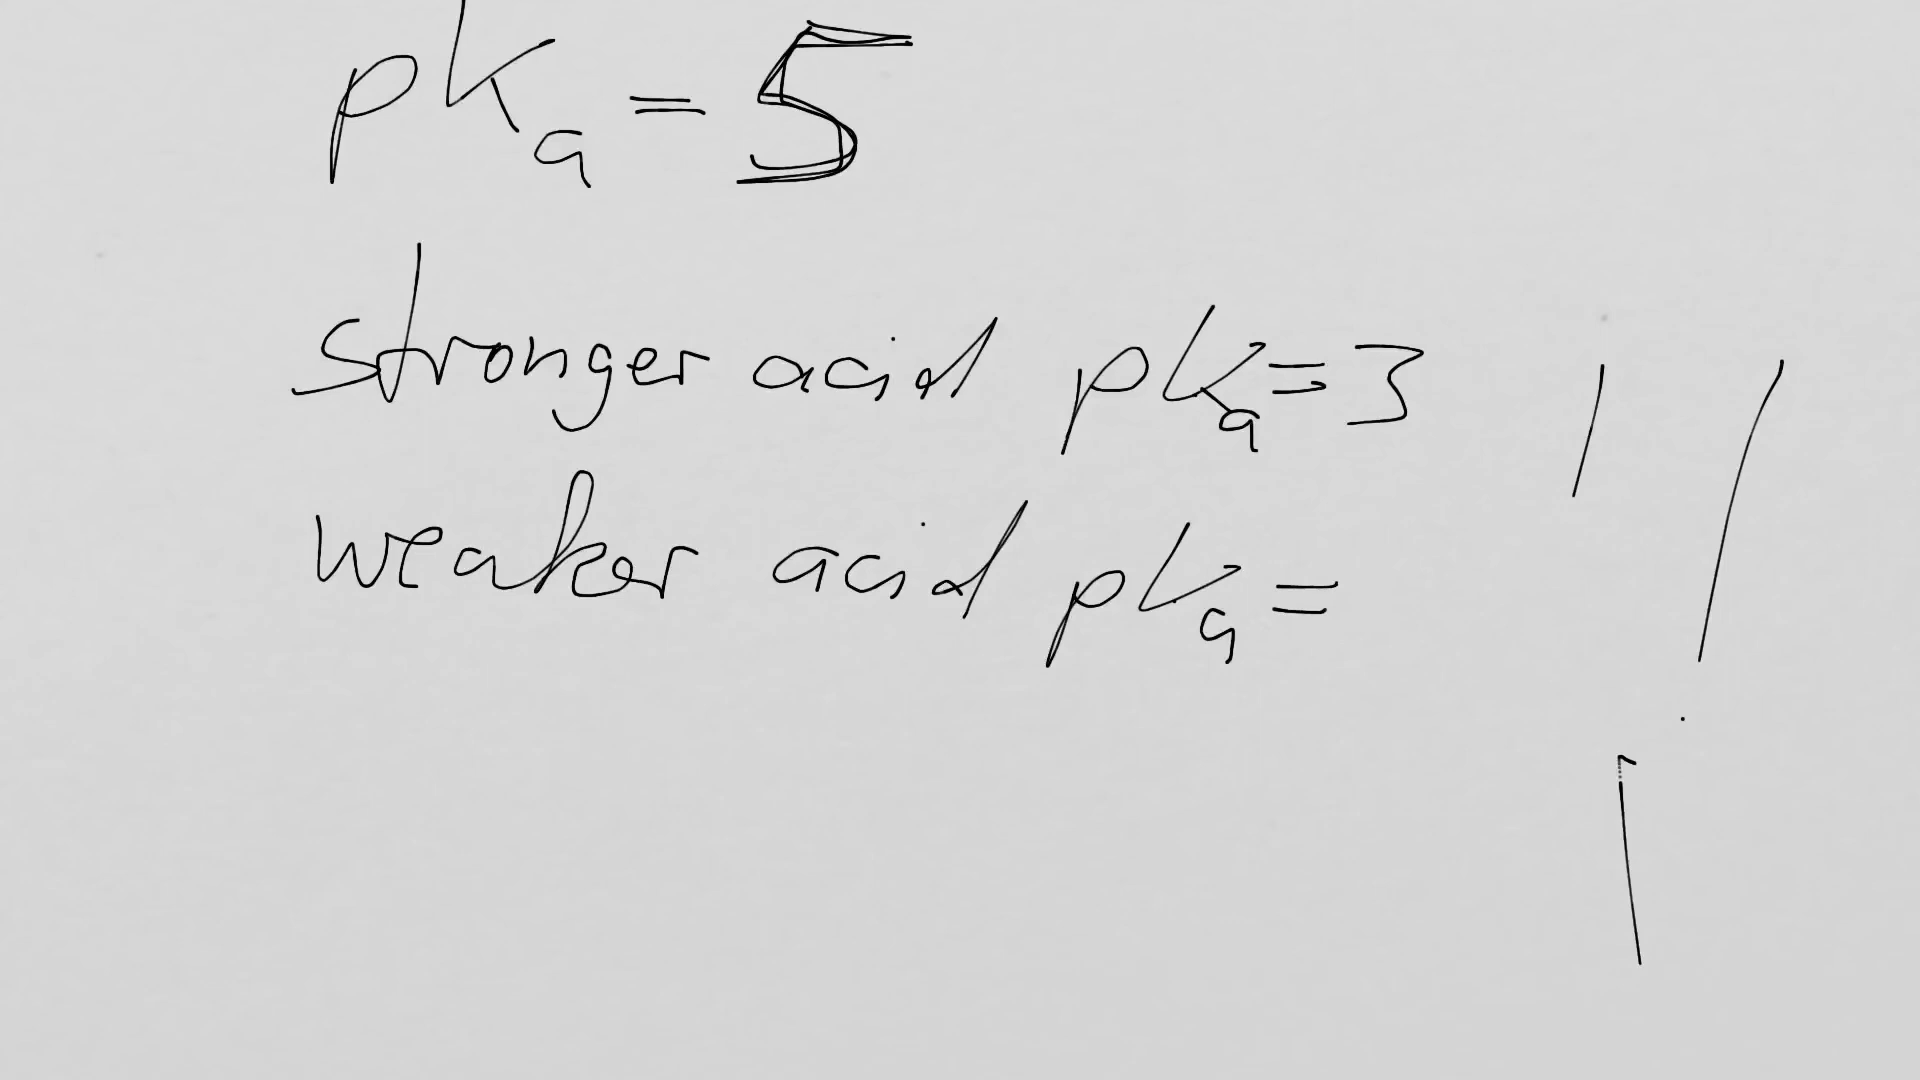 pKa = 5
stronger acid pKa = 3
weaker acid pKa =